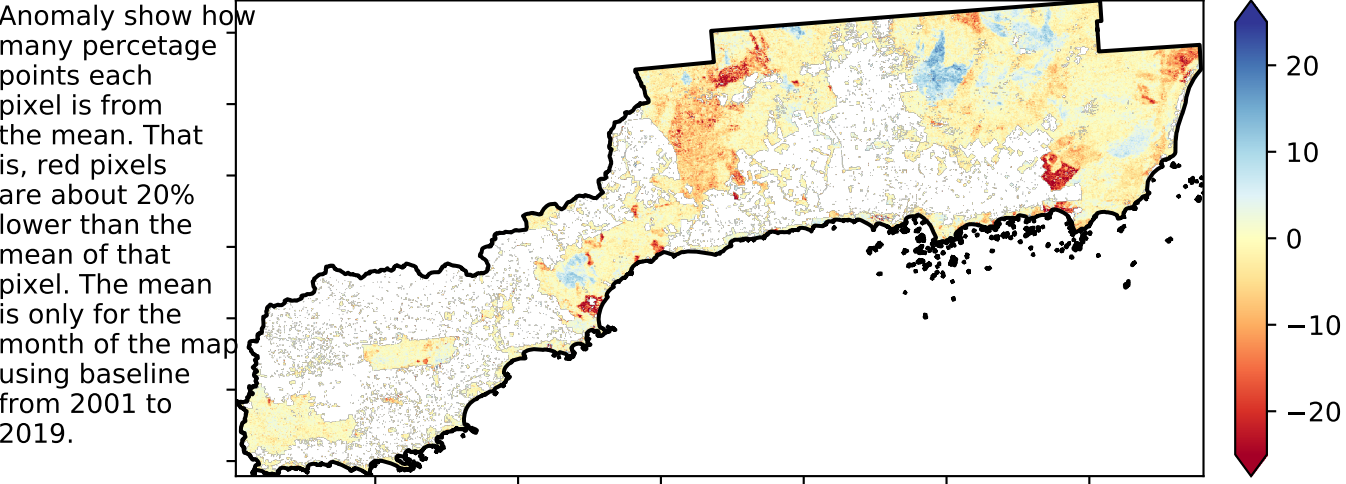 Anomaly show how
many percetage
points each
pixel is from
the mean. That
is, red pixels
are about 20%
lower than the
mean of that
pixel. The mean
is only for the
month of the map
using baseline
from 2001 to
2019.
20
10
0
−10
−20